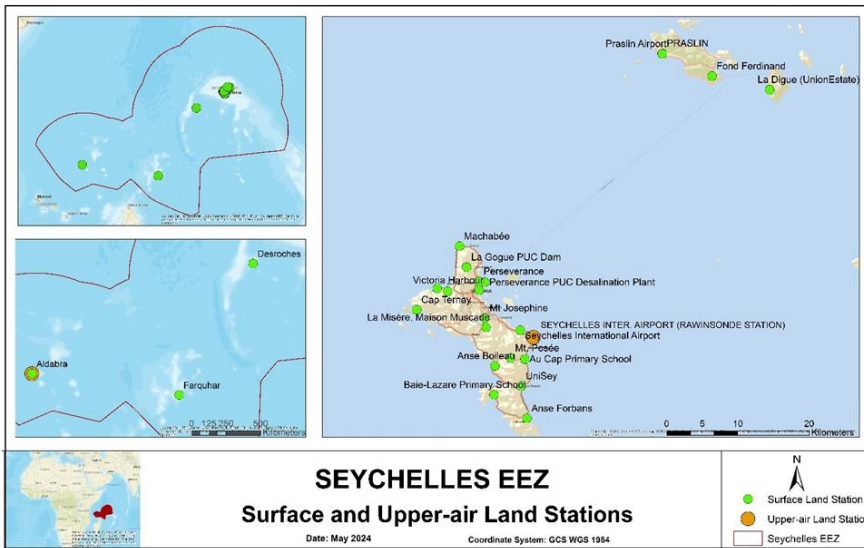 Praslin Airport PRASLIN
Fond Ferdinand
La Digue (UnionEstate)
Machabée
La Gogue PUC Dam
Perseverance
Victoria Harbour
Perseverance PUC Desalination Plant
Cap Ternay
Mt Josephine
La Misère, Maison Muscade
SEYCHELLES INTER. AIRPORT (RAWINSONDE STATION)
Seychelles International Airport
Mt. Posée
Anse Boileau
Au Cap Primary School
UniSey
Baie-Lazare Primary School
Anse Forbans
0 5 10 20
Kilometers
Desroches
Aldabra
Farquhar
0 125 250 500
Kilometers
SEYCHELLES EEZ
Surface and Upper-air Land Stations
Date: May 2024
Coordinate System: GCS WGS 1984
N
Surface Land Station
Upper-air Land Statio
Seychelles EEZ